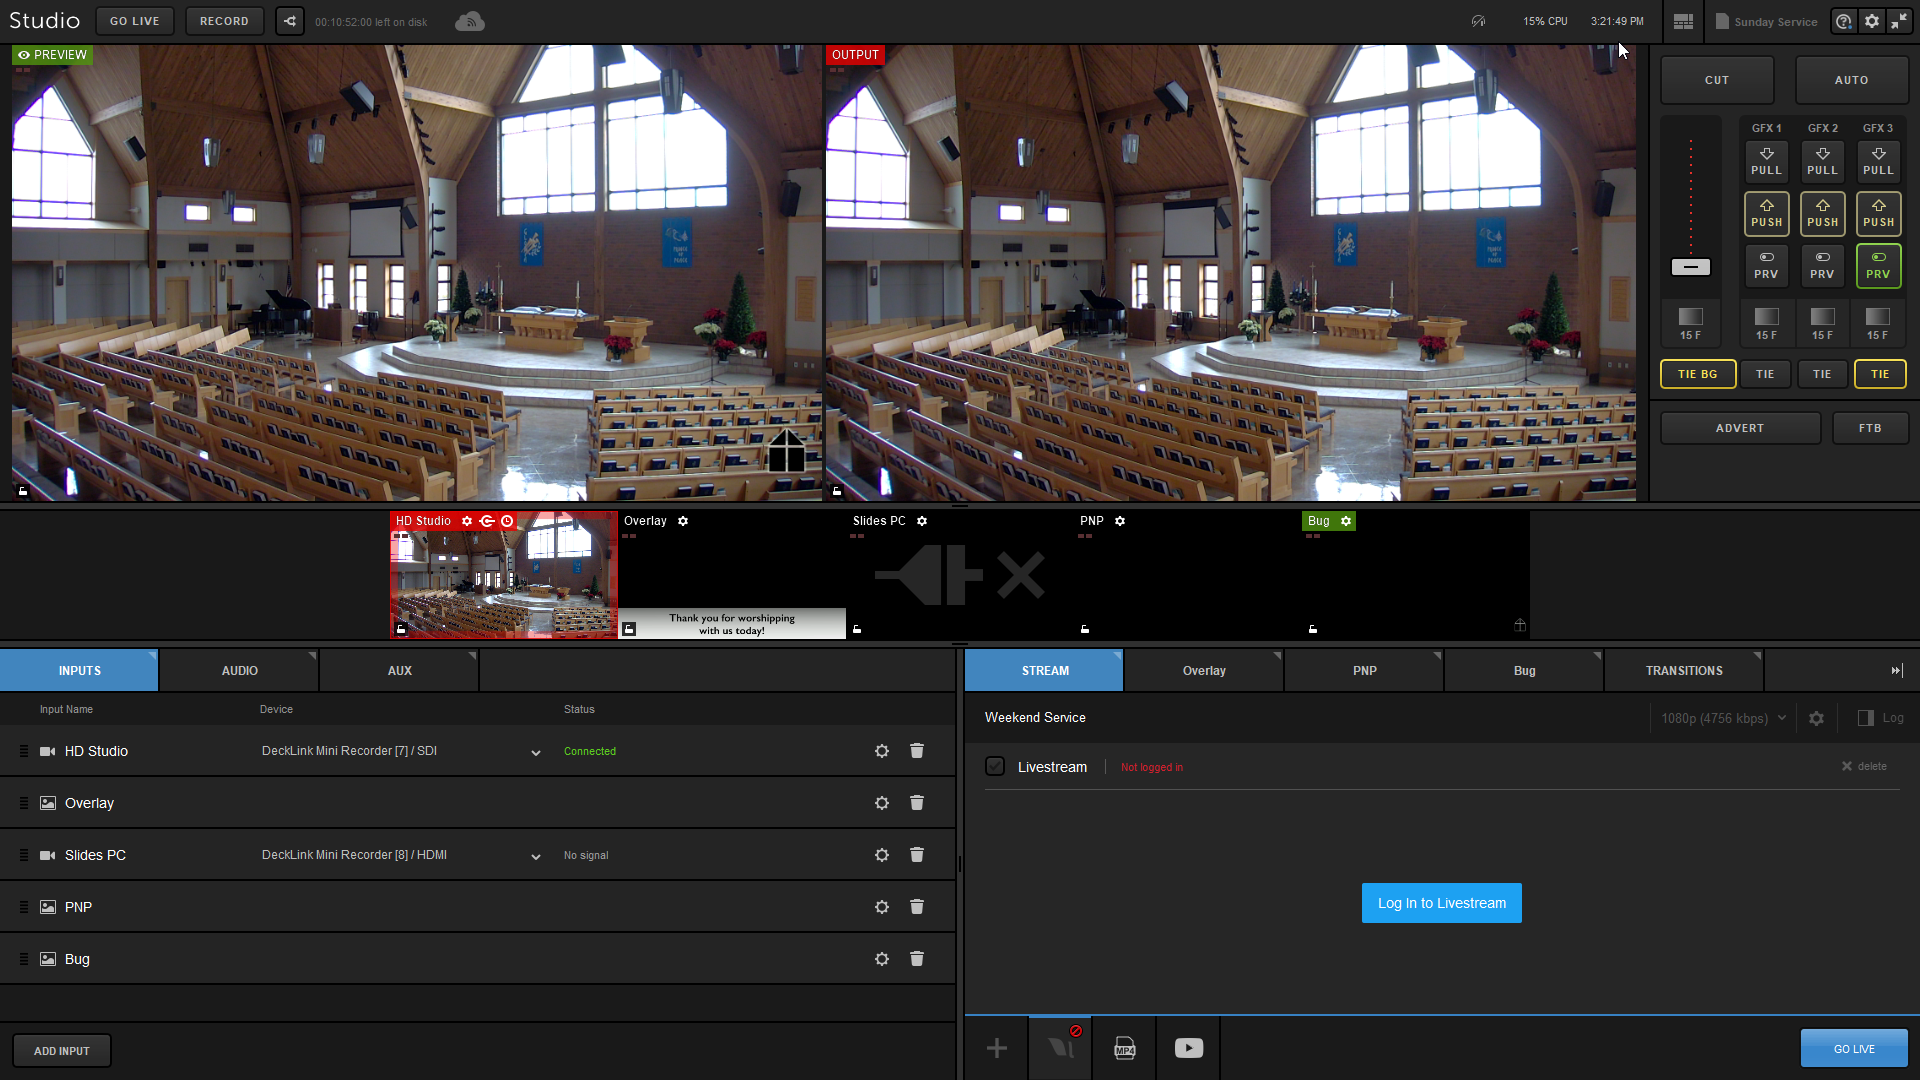 Studio
GO LIVE
RECORD
00:10:52:00 left on disk
15% CPU
3:21:49 PM
Sunday Service
PREVIEW
OUTPUT
CUT
AUTO
GFX 1
GFX 2
GFX 3
PULL
PULL
PULL
PUSH
PUSH
PUSH
PRV
PRV
PRV
15 F
15 F
15 F
15 F
TIE BG
TIE
TIE
TIE
ADVERT
FTB
HD Studio
Overlay
Slides PC
PNP
Bug
Thank you for worshipping
with us today!
INPUTS
AUDIO
AUX
Input Name
Device
Status
HD Studio
DeckLink Mini Recorder [7] / SDI
Connected
Overlay
Slides PC
DeckLink Mini Recorder [8] / HDMI
No signal
PNP
Bug
ADD INPUT
STREAM
Overlay
PNP
Bug
TRANSITIONS
Weekend Service
1080p (4756 kbps)
Log
Livestream
Not logged in
delete
Log In to Livestream
MP4
GO LIVE